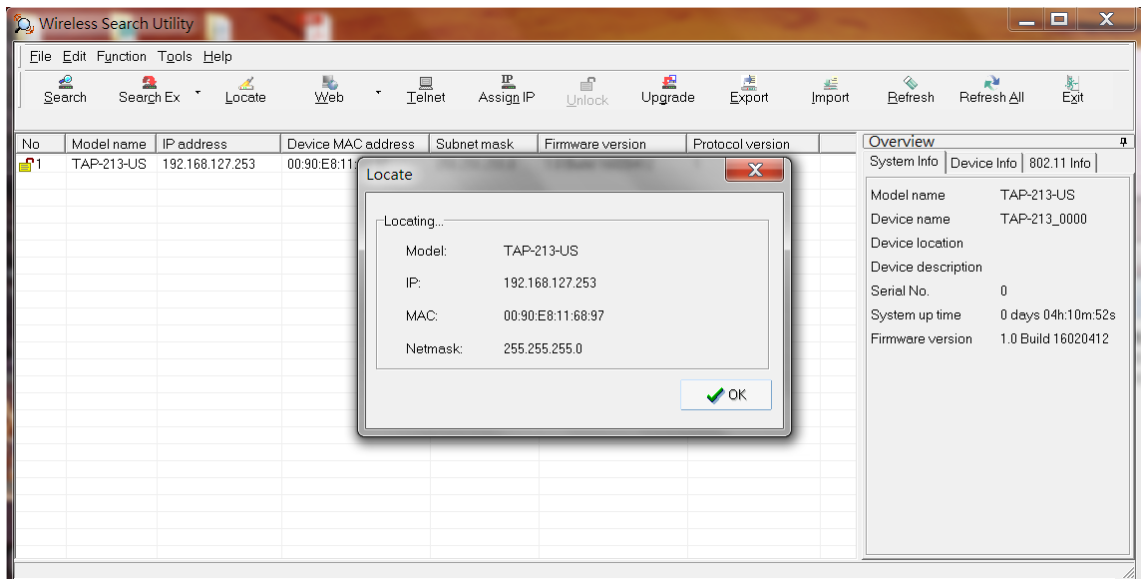 Wireless Search Utility
File Edit Function Tools Help
Search Search Ex Locate Web Telnet Assign IP Unlock Upgrade Export Import Refresh Refresh All Exit
No Model name IP address Device MAC address Subnet mask Firmware version Protocol version
1 TAP-213-US 192.168.127.253 00:90:E8:11:
Locate
Locating...
Model: TAP-213-US
IP: 192.168.127.253
MAC: 00:90:E8:11:68:97
Netmask: 255.255.255.0
OK
Overview
System Info Device Info 802.11 Info
Model name TAP-213-US
Device name TAP-213_0000
Device location
Device description
Serial No. 0
System up time 0 days 04h:10m:52s
Firmware version 1.0 Build 16020412